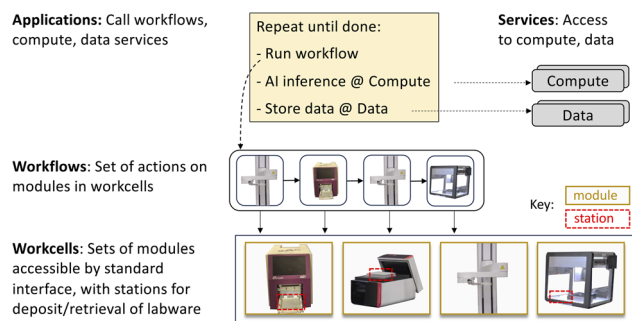 Applications: Call workflows,
compute, data services
Repeat until done:
- Run workflow
- AI inference @ Compute
- Store data @ Data
Services: Access
to compute, data
Compute
Data
Workflows: Set of actions on
modules in workcells
Key:
module
station
Workcells: Sets of modules
accessible by standard
interface, with stations for
deposit/retrieval of labware